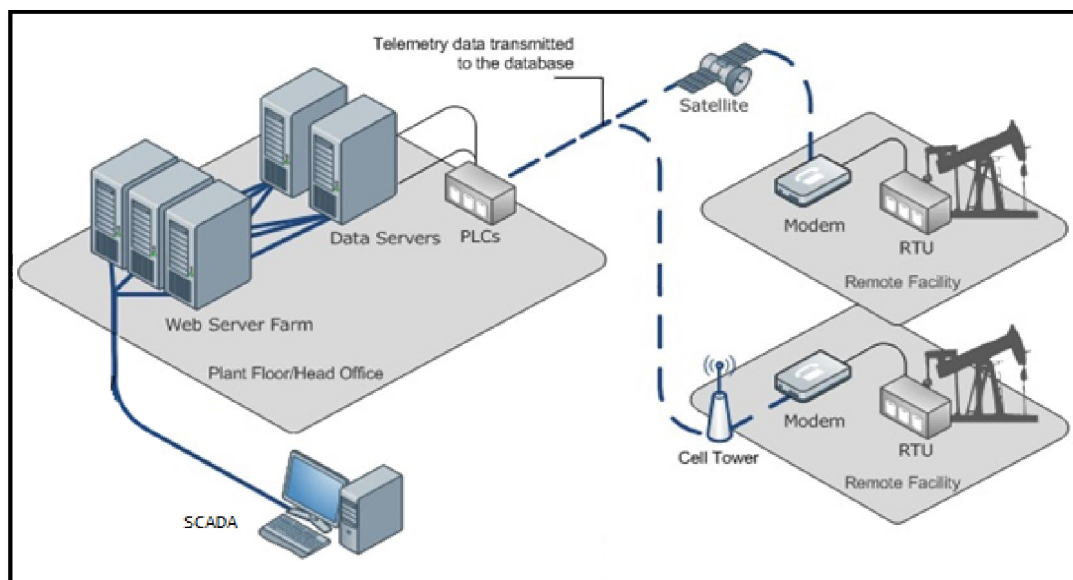 Telemetry data transmitted
to the database
Satellite
Modem
RTU
Remote Facility
Data Servers
PLCs
Web Server Farm
Plant Floor/Head Office
Modem
RTU
Cell Tower
Remote Facility
SCADA